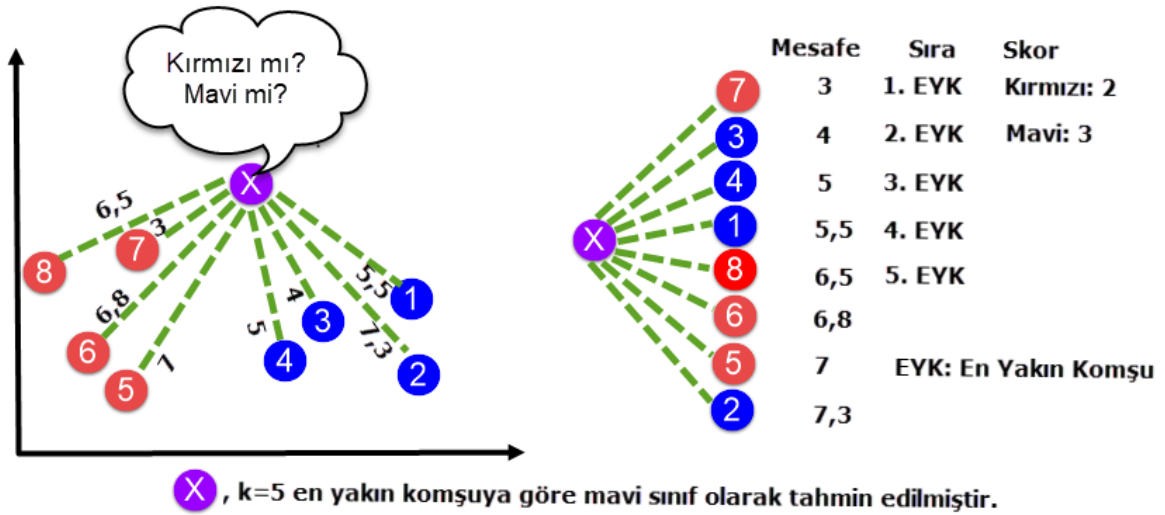 Kırmızı mı?
Mavi mi?
X
6,5
3
8
7
6,8
5,5
1
4
3
5
7,3
6
7
4
2
5
Mesafe Sıra Skor
7 3 1. EYK Kırmızı: 2
3 4 2. EYK Mavi: 3
4 5 3. EYK
1 5,5 4. EYK
X
8 6,5 5. EYK
6 6,8
5 7 EYK: En Yakın Komşu
2 7,3
X , k=5 en yakın komşuya göre mavi sınıf olarak tahmin edilmiştir.